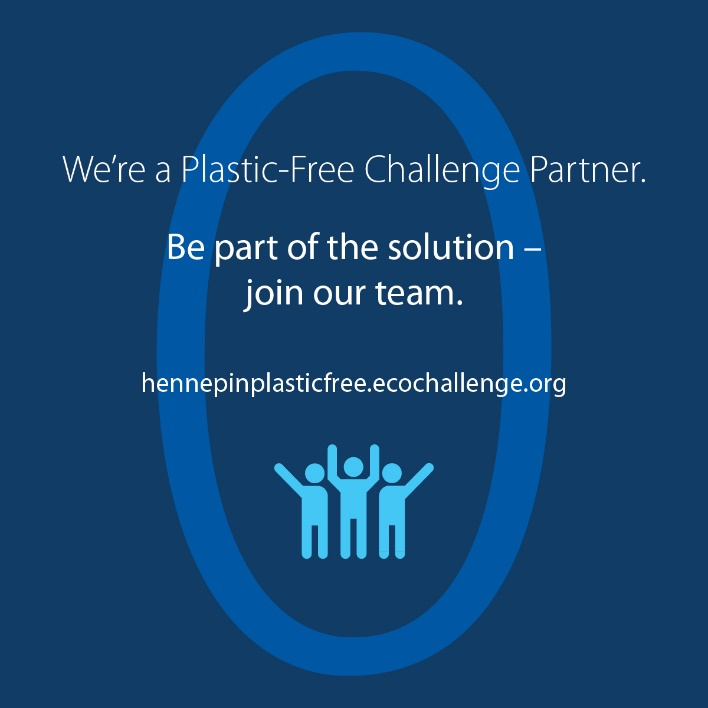 We're a Plastic-Free Challenge Partner.
Be part of the solution –
join our team.
hennepinplasticfree.ecochallenge.org